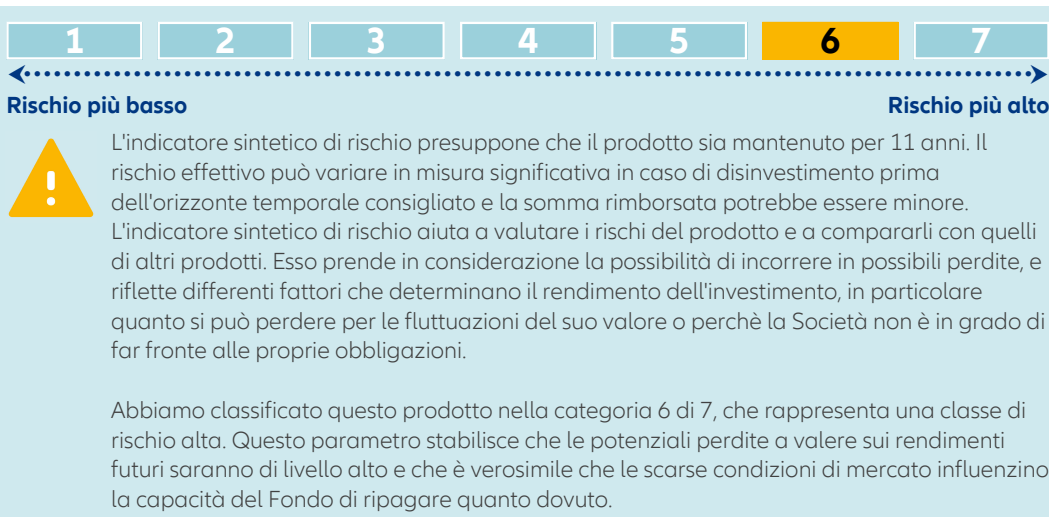 1 2 3 4 5 6 7
Rischio più basso Rischio più alto
L'indicatore sintetico di rischio presuppone che il prodotto sia mantenuto per 11 anni. Il
rischio effettivo può variare in misura significativa in caso di disinvestimento prima
dell'orizzonte temporale consigliato e la somma rimborsata potrebbe essere minore.
L'indicatore sintetico di rischio aiuta a valutare i rischi del prodotto e a compararli con quelli
di altri prodotti. Esso prende in considerazione la possibilità di incorrere in possibili perdite, e
riflette differenti fattori che determinano il rendimento dell'investimento, in particolare
quanto si può perdere per le fluttuazioni del suo valore o perchè la Società non è in grado di
far fronte alle proprie obbligazioni.
Abbiamo classificato questo prodotto nella categoria 6 di 7, che rappresenta una classe di
rischio alta. Questo parametro stabilisce che le potenziali perdite a valere sui rendimenti
futuri saranno di livello alto e che è verosimile che le scarse condizioni di mercato influenzino
la capacità del Fondo di ripagare quanto dovuto.